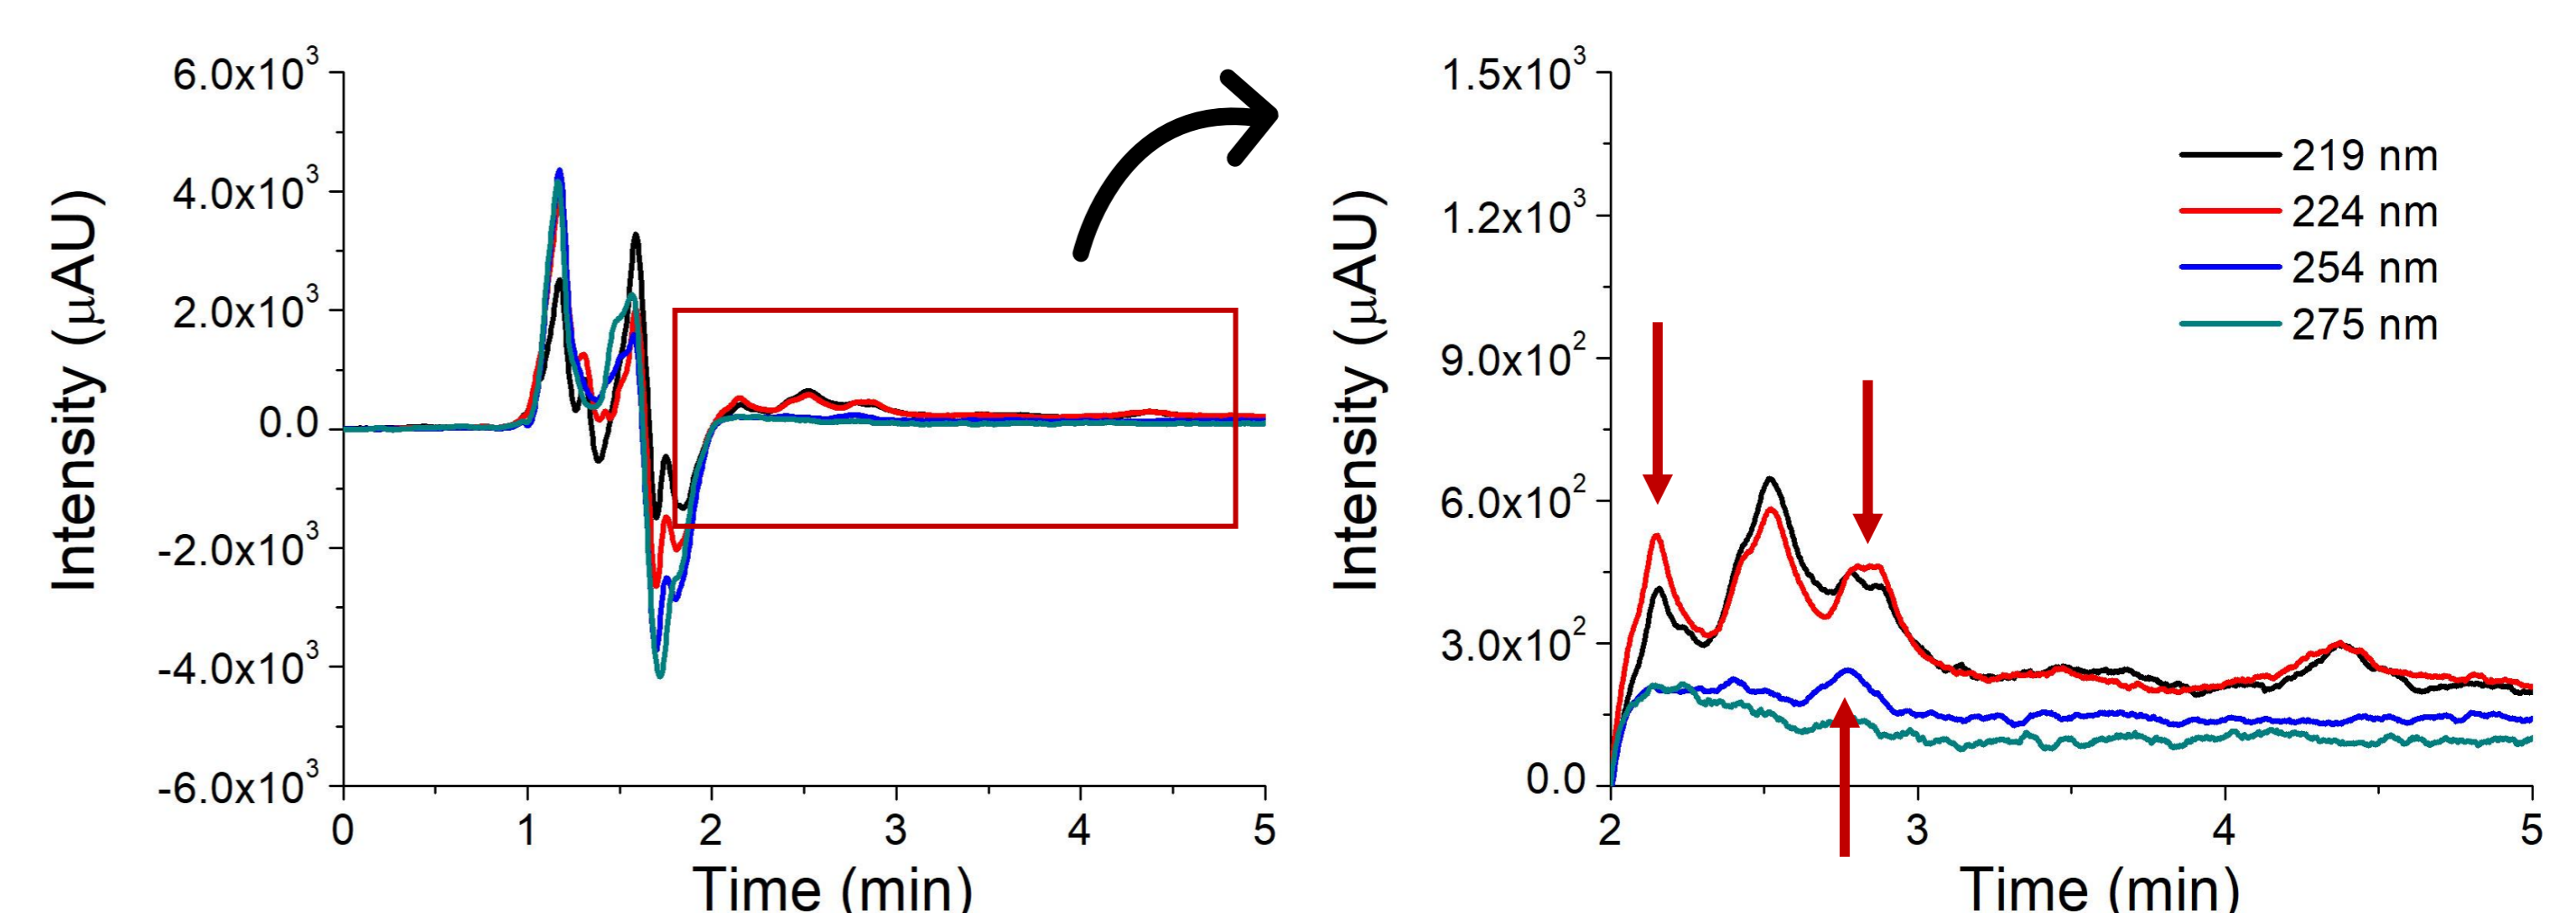 6.0x10³
4.0x10³
2.0x10³
0.0
-2.0x10³
-4.0x10³
-6.0x10³
Intensity (μAU)
0 1 2 3 4 5
Time (min)
1.5x10³
1.2x10³
9.0x10²
6.0x10²
3.0x10²
0.0
Intensity (μAU)
219 nm
224 nm
254 nm
275 nm
2 3 4 5
Time (min)